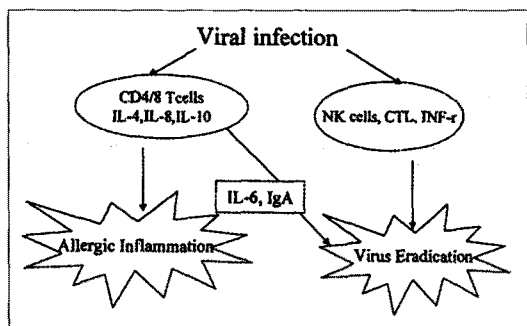 Viral infection
CD4/8 Tcells
IL-4,IL-8,IL-10
NK cells, CTL, INF-r
IL-6, IgA
Allergic Inflammation
Virus Eradication